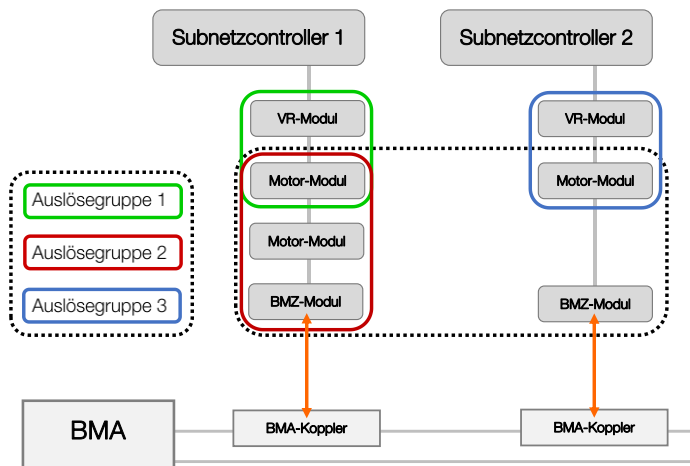 Subnetzcontroller 1
Subnetzcontroller 2
VR-Modul
VR-Modul
Motor-Modul
Motor-Modul
Auslösegruppe 1
Auslösegruppe 2
Motor-Modul
Auslösegruppe 3
BMZ-Modul
BMZ-Modul
BMA
BMA-Koppler
BMA-Koppler